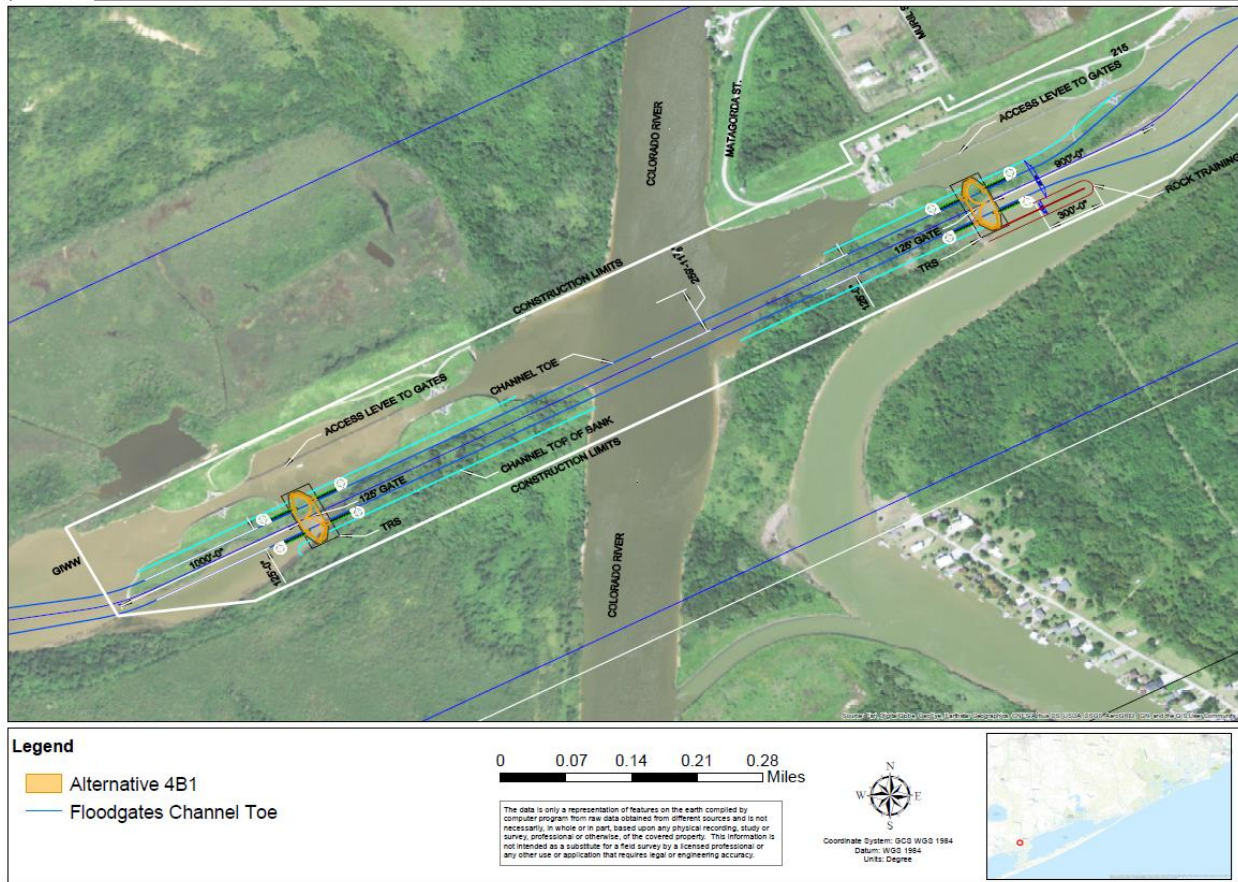 MATAGORDA ST.
215
ACCESS LEVEE TO GATES
COLORADO RIVER
900'-0"
ROCK TRAINING
300'-0"
125' GATE
TRS
CONSTRUCTION LIMITS
125'-0"
CHANNEL TOE
ACCESS LEVEE TO GATES
CHANNEL TOP OF BANK
CONSTRUCTION LIMITS
125' GATE
TRS
GIWW
1000'-0"
125'-0"
COLORADO RIVER
Legend
Alternative 4B1
Floodgates Channel Toe
0 0.07 0.14 0.21 0.28
Miles
The data is only a representation of features on the earth compiled by
computer program from raw data obtained from different sources and is not
necessarily, in whole or in part, based upon any physical recording, study or
survey, professional or otherwise, of the covered property. This information is
not intended as a substitute for a field survey by a licensed professional or
any other use or application that requires legal or engineering accuracy.
N
W E
S
Coordinate System: GCS WGS 1984
Datum: WGS 1984
Units: Degree